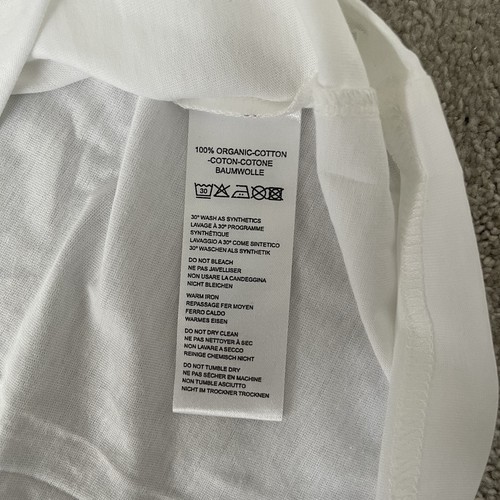 100% ORGANIC-COTTON
-COTON-COTONE
BAUMWOLLE
30
30° WASH AS SYNTHETICS
LAVAGE À 30° PROGRAMME
SYNTHÉTIQUE
LAVAGGIO A 30° COME SINTETICO
30° WASCHEN ALS SYNTHETIK
DO NOT BLEACH
NE PAS JAVELLISER
NON USARE LA CANDEGGINA
NICHT BLEICHEN
WARM IRON
REPASSAGE FER MOYEN
FERRO CALDO
WARMES EISEN
DO NOT DRY CLEAN
NE PAS NETTOYER À SEC
NON LAVARE A SECCO
REINIGE CHEMISCH NICHT
DO NOT TUMBLE DRY
NE PAS SÉCHER EN MACHINE
NON TUMBLE ASCIUTTO
NICHT IM TROCKNER TROCKNEN